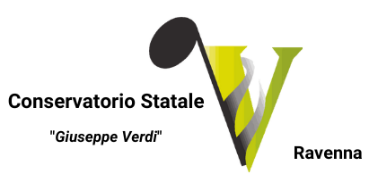 Conservatorio Statale
"Giuseppe Verdi"
Ravenna